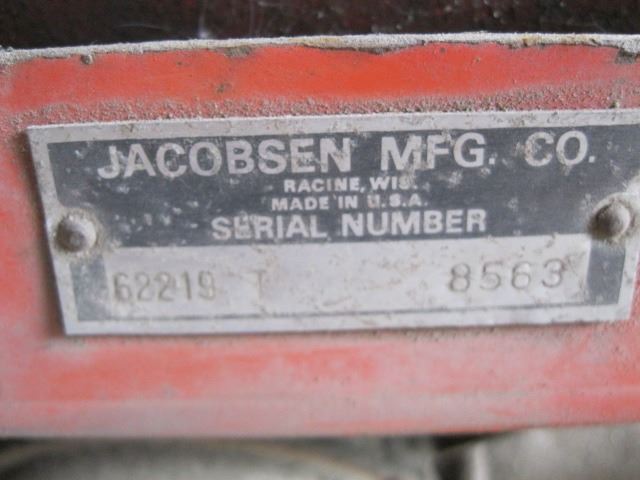 JACOBSEN MFG. CO.
RACINE, WIS.
MADE IN U.S.A.
SERIAL NUMBER
62219 T 8563